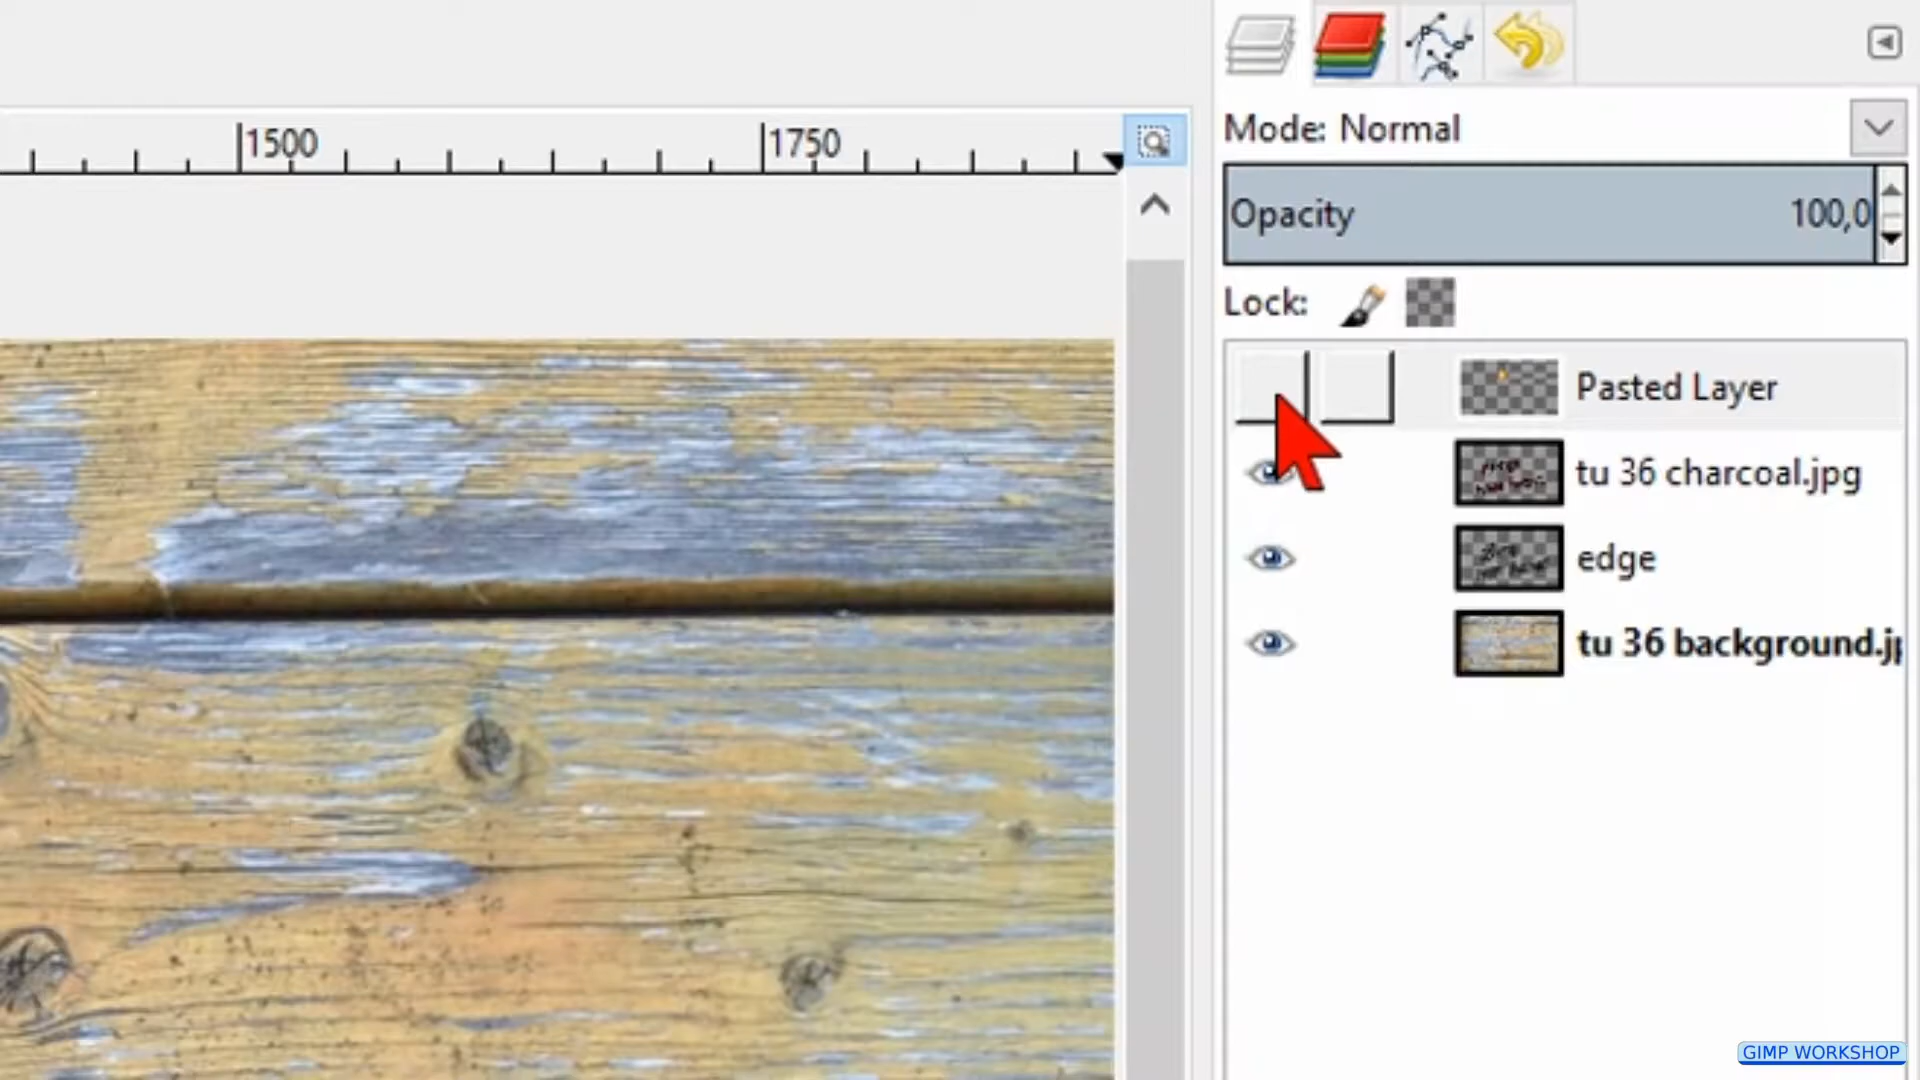 1500
1750
Mode: Normal
Opacity 100,0
Lock:
Pasted Layer
tu 36 charcoal.jpg
edge
tu 36 background.jp
GIMP WORKSHOP